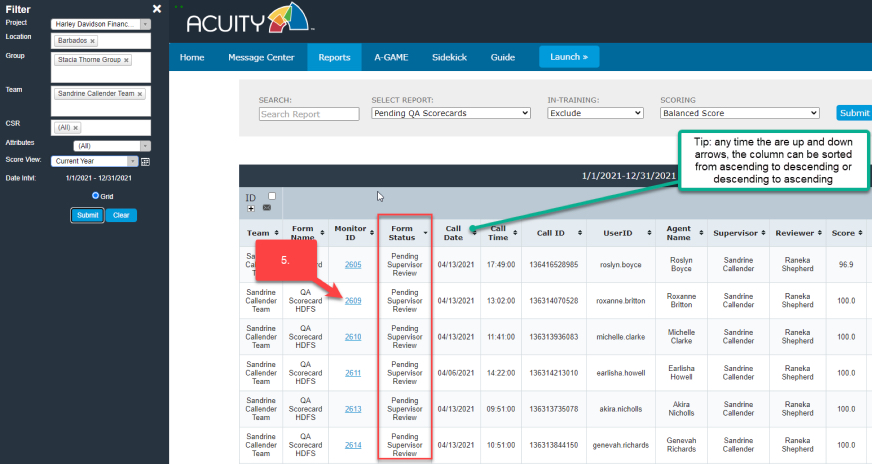 Filter
Project
Harley Davidson Financ...
Location
Barbados ×
Group
Stacia Thorne Group ×
Team
Sandrine Callender Team ×
CSR
(All) ×
Attributes
(All)
Score View:
Current Year
Date Intvl:
1/1/2021 - 12/31/2021
Grid
Submit Clear
ACUITY
Home Message Center Reports A-GAME Sidekick Guide Launch »
SEARCH: SELECT REPORT: IN-TRAINING: SCORING
Search Report Pending QA Scorecards Exclude Balanced Score Submit
Tip: any time the are up and down
arrows, the column can be sorted
from ascending to descending or
descending to ascending
1/1/2021-12/31/2021
ID
Team Form Name Monitor ID Form Status Call Date Call Time Call ID UserID Agent Name Supervisor Reviewer Score
5.
2605 Pending Supervisor Review 04/13/2021 17:49:00 136416528985 roslyn.boyce Roslyn Boyce Sandrine Callender Raneka Shepherd 96.9
Sandrine Callender Team QA Scorecard HDFS 2609 Pending Supervisor Review 04/13/2021 13:02:00 136314070528 roxanne.britton Roxanne Britton Sandrine Callender Raneka Shepherd 100.0
Sandrine Callender Team QA Scorecard HDFS 2610 Pending Supervisor Review 04/13/2021 11:41:00 136313936083 michelle.clarke Michelle Clarke Sandrine Callender Raneka Shepherd 100.0
Sandrine Callender Team QA Scorecard HDFS 2611 Pending Supervisor Review 04/06/2021 14:22:00 136314213010 earlisha.howell Earlisha Howell Sandrine Callender Raneka Shepherd 100.0
Sandrine Callender Team QA Scorecard HDFS 2613 Pending Supervisor Review 04/13/2021 09:51:00 136313735078 akira.nicholls Akira Nicholls Sandrine Callender Raneka Shepherd 100.0
Sandrine Callender Team QA Scorecard HDFS 2614 Pending Supervisor Review 04/13/2021 10:51:00 136313844150 genevah.richards Genevah Richards Sandrine Callender Raneka Shepherd 100.0